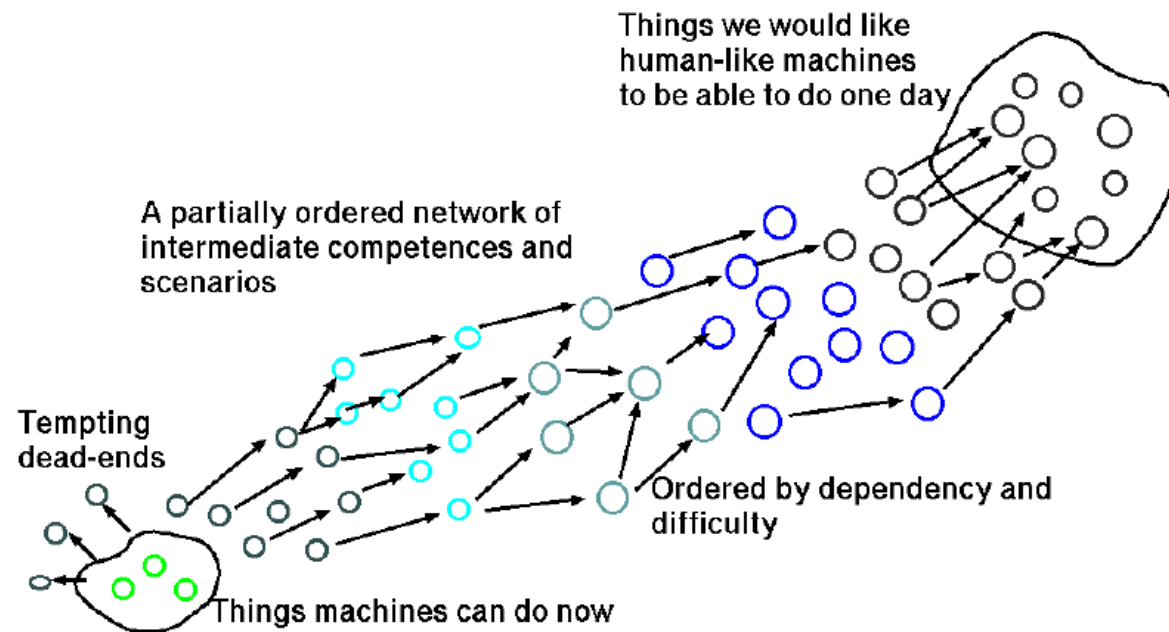 Things we would like
human-like machines
to be able to do one day
A partially ordered network of
intermediate competences and
scenarios
Tempting
dead-ends
Ordered by dependency and
difficulty
Things machines can do now